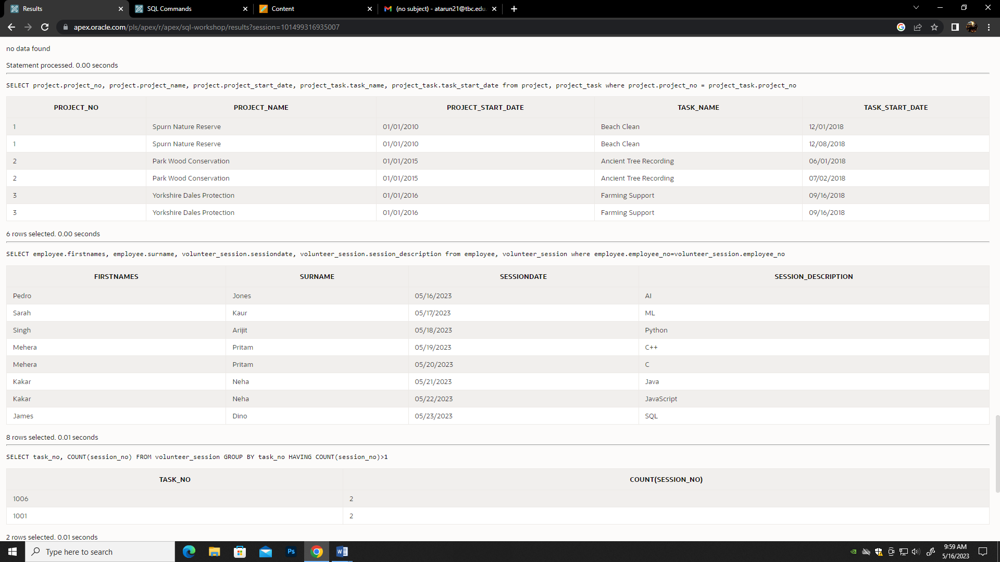 Results
SQL Commands
Content
(no subject) - atarun21@tbc.edu.
apex.oracle.com/pls/apex/r/apex/sql-workshop/results?session=101499316935007
no data found
Statement processed. 0.00 seconds
SELECT project.project_no, project.project_name, project.project_start_date, project_task.task_name, project_task.task_start_date from project, project_task where project.project_no = project_task.project_no
PROJECT_NO PROJECT_NAME PROJECT_START_DATE TASK_NAME TASK_START_DATE
1 Spurn Nature Reserve 01/01/2010 Beach Clean 12/01/2018
1 Spurn Nature Reserve 01/01/2010 Beach Clean 12/08/2018
2 Park Wood Conservation 01/01/2015 Ancient Tree Recording 06/01/2018
2 Park Wood Conservation 01/01/2015 Ancient Tree Recording 07/02/2018
3 Yorkshire Dales Protection 01/01/2016 Farming Support 09/16/2018
3 Yorkshire Dales Protection 01/01/2016 Farming Support 09/16/2018
6 rows selected. 0.00 seconds
SELECT employee.firstnames, employee.surname, volunteer_session.sessiondate, volunteer_session.session_description from employee, volunteer_session where employee.employee_no=volunteer_session.employee_no
FIRSTNAMES SURNAME SESSIONDATE SESSION_DESCRIPTION
Pedro Jones 05/16/2023 AI
Sarah Kaur 05/17/2023 ML
Singh Arijit 05/18/2023 Python
Mehera Pritam 05/19/2023 C++
Mehera Pritam 05/20/2023 C
Kakar Neha 05/21/2023 Java
Kakar Neha 05/22/2023 JavaScript
James Dino 05/23/2023 SQL
8 rows selected. 0.01 seconds
SELECT task_no, COUNT(session_no) FROM volunteer_session GROUP BY task_no HAVING COUNT(session_no)>1
TASK_NO COUNT(SESSION_NO)
1006 2
1001 2
2 rows selected. 0.01 seconds
Type here to search
Ps
9:59 AM
5/16/2023